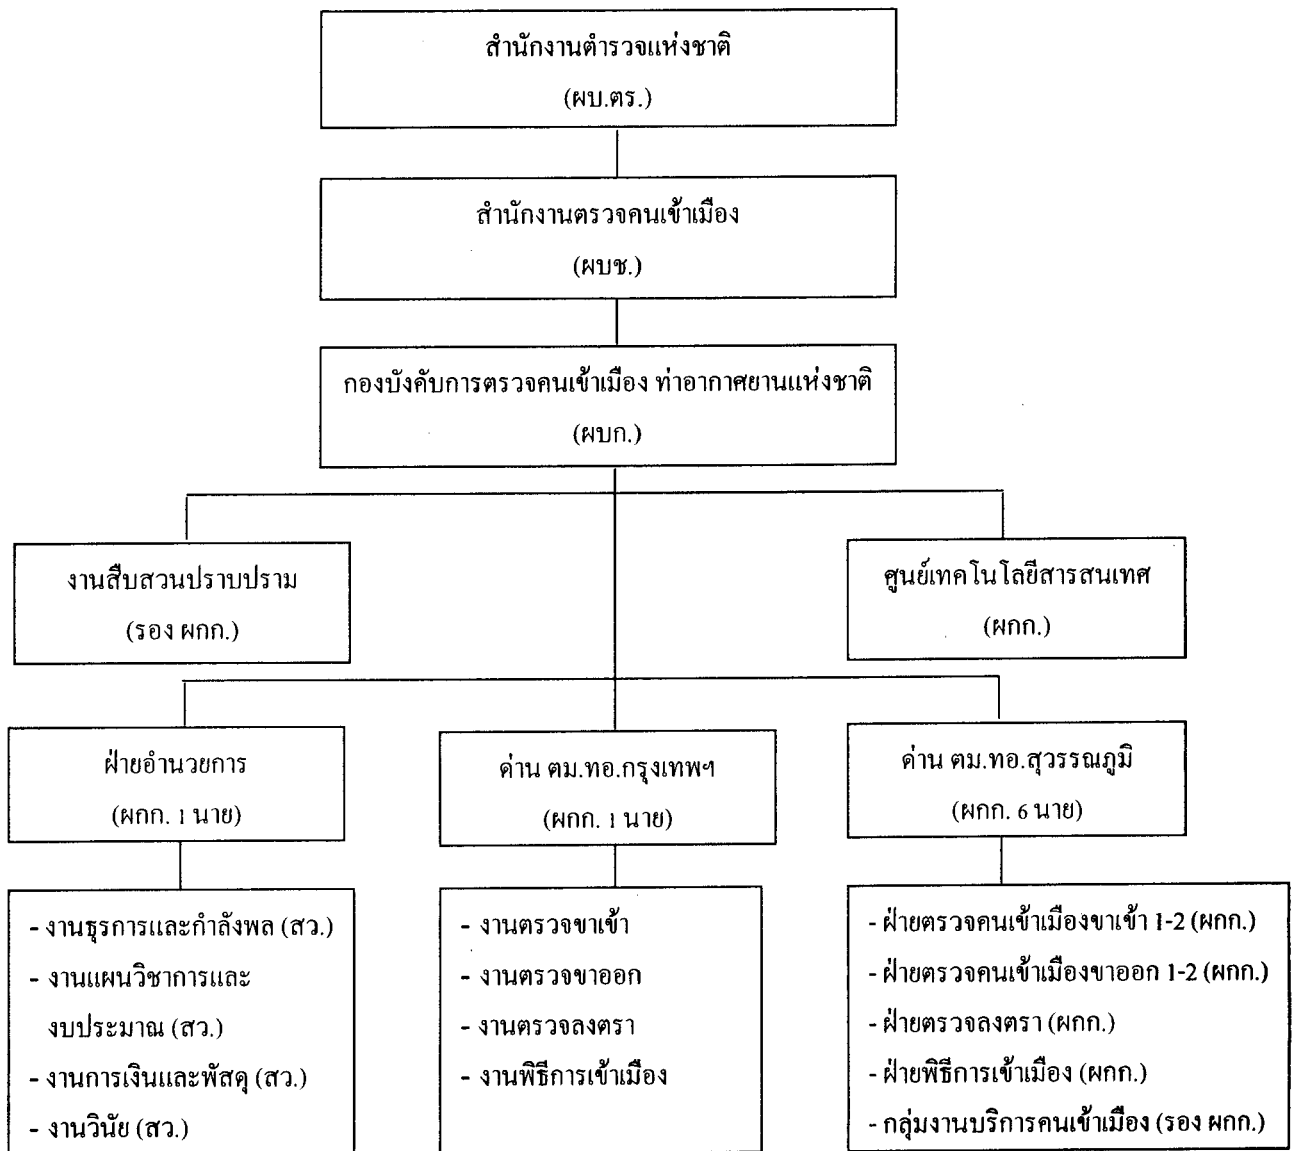 สำนักงานตำรวจแห่งชาติ
(ผบ.ตร.)
สำนักงานตรวจคนเข้าเมือง
(ผบช.)
กองบังคับการตรวจคนเข้าเมือง ท่าอากาศยานแห่งชาติ
(ผบก.)
งานสืบสวนปราบปราม
(รอง ผกก.)
ศูนย์เทคโนโลยีสารสนเทศ
(ผกก.)
ฝ่ายอำนวยการ
(ผกก. 1 นาย)
ด่าน ตม.ทอ.กรุงเทพฯ
(ผกก. 1 นาย)
ด่าน ตม.ทอ.สุวรรณภูมิ
(ผกก. 6 นาย)
- งานธุรการและกำลังพล (สว.)
- งานแผนวิชาการและ
งบประมาณ (สว.)
- งานการเงินและพัสดุ (สว.)
- งานวินัย (สว.)
- งานตรวจขาเข้า
- งานตรวจขาออก
- งานตรวจลงตรา
- งานพิธีการเข้าเมือง
- ฝ่ายตรวจคนเข้าเมืองขาเข้า 1-2 (ผกก.)
- ฝ่ายตรวจคนเข้าเมืองขาออก 1-2 (ผกก.)
- ฝ่ายตรวจลงตรา (ผกก.)
- ฝ่ายพิธีการเข้าเมือง (ผกก.)
- กลุ่มงานบริการคนเข้าเมือง (รอง ผกก.)